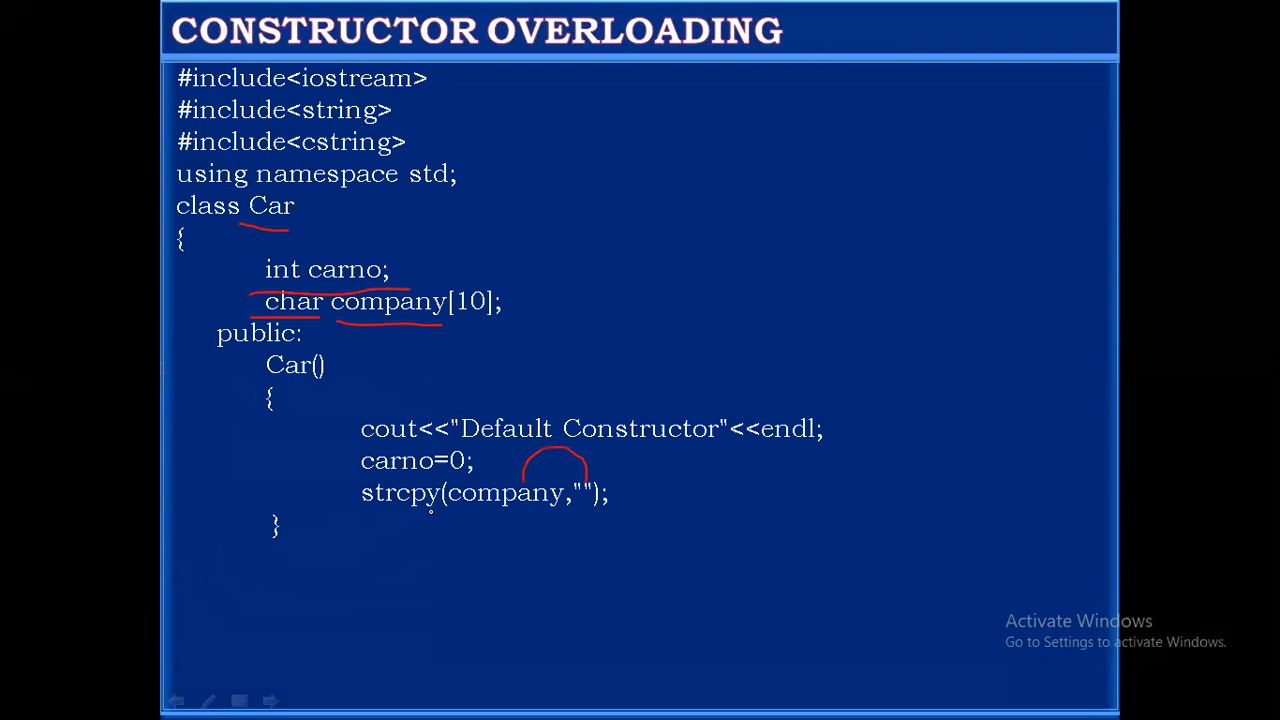 CONSTRUCTOR OVERLOADING
#include<iostream>
#include<string>
#include<cstring>
using namespace std;
class Car
{
int carno;
char company[10];
public:
Car()
{
cout<<"Default Constructor"<<endl;
carno=0;
strcpy(company,"");
}
Activate Windows
Go to Settings to activate Windows.